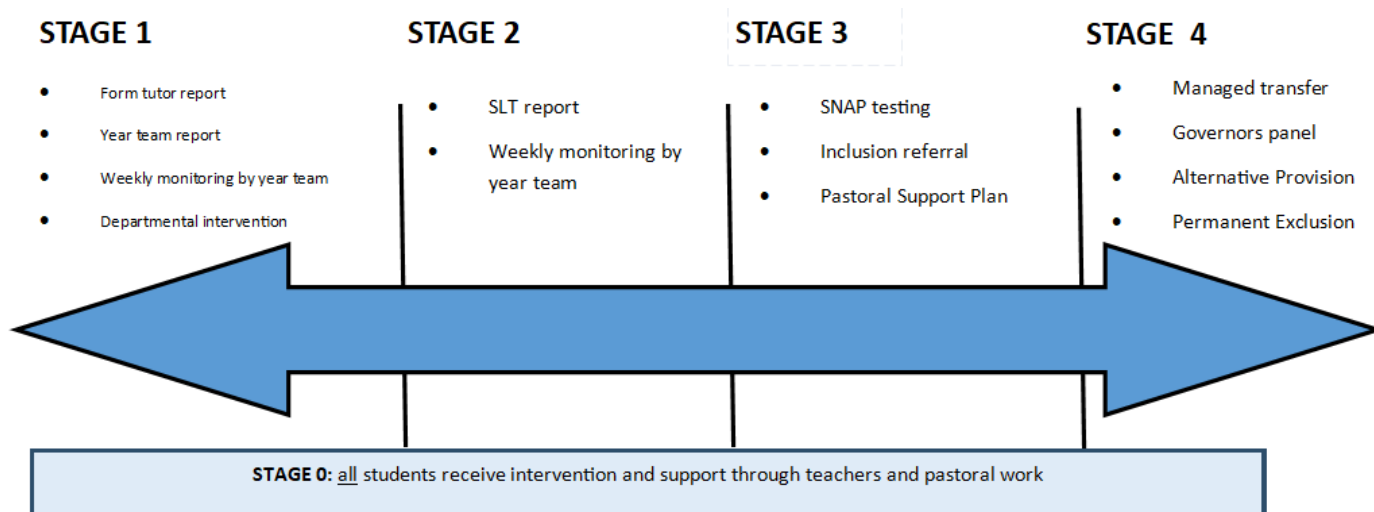 STAGE 1
Form tutor report
Year team report
Weekly monitoring by year team
Departmental intervention
STAGE 2
SLT report
Weekly monitoring by
year team
STAGE 3
SNAP testing
Inclusion referral
Pastoral Support Plan
STAGE 4
Managed transfer
Governors panel
Alternative Provision
Permanent Exclusion
STAGE 0: all students receive intervention and support through teachers and pastoral work